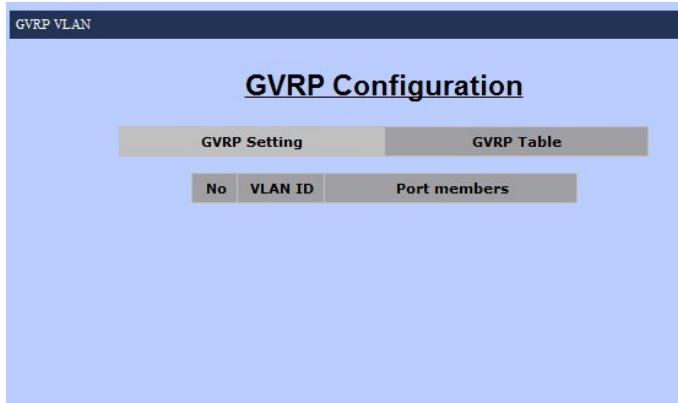 GVRP VLAN
GVRP Configuration
GVRP Setting GVRP Table
No VLAN ID Port members